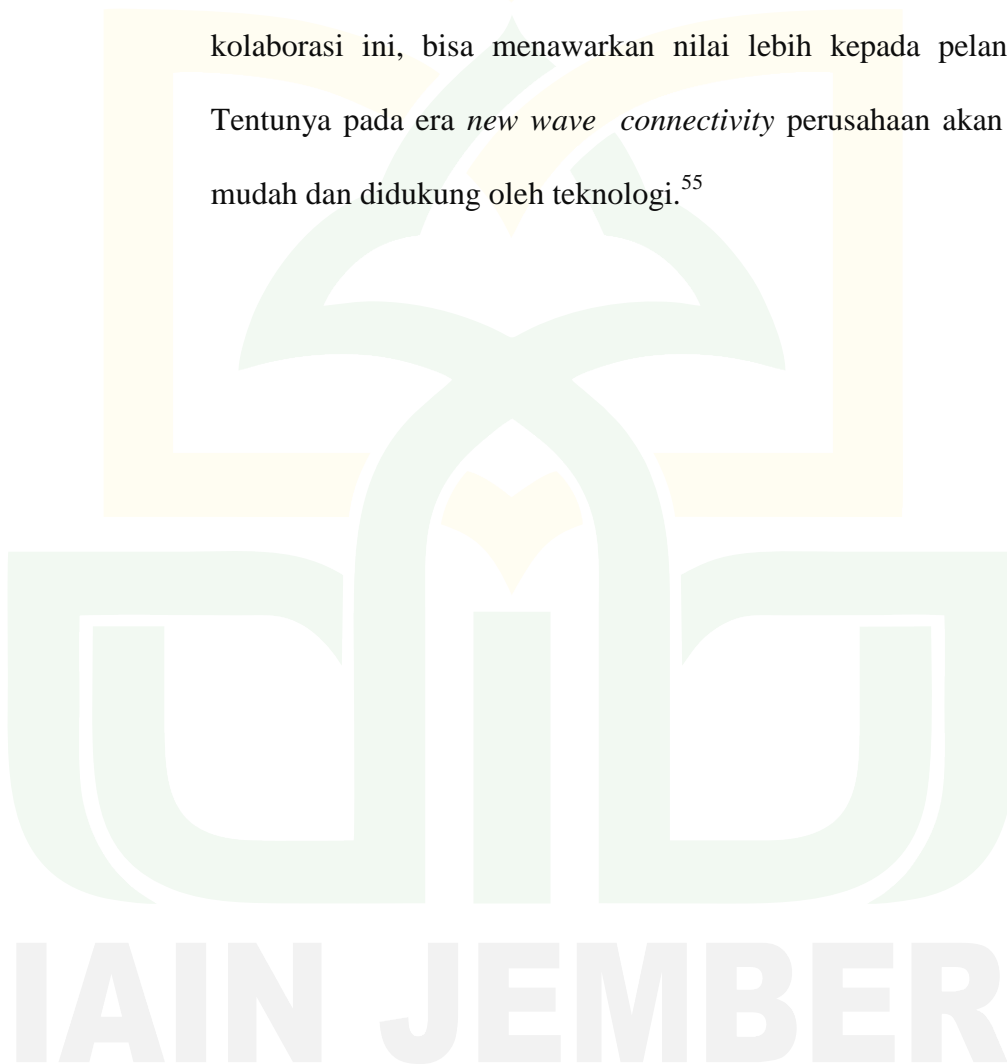 kolaborasi ini, bisa menawarkan nilai lebih kepada pelan
Tentunya pada era new wave connectivity perusahaan akan
mudah dan didukung oleh teknologi.55
IAIN JEMBER